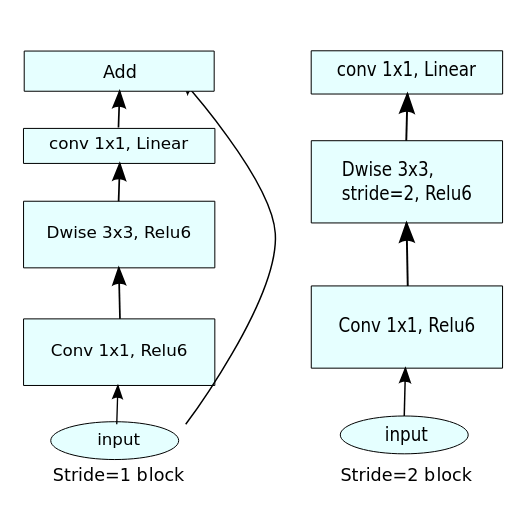 Add
conv 1x1, Linear
Dwise 3x3, Relu6
Conv 1x1, Relu6
input
Stride=1 block
conv 1x1, Linear
Dwise 3x3,
stride=2, Relu6
Conv 1x1, Relu6
input
Stride=2 block